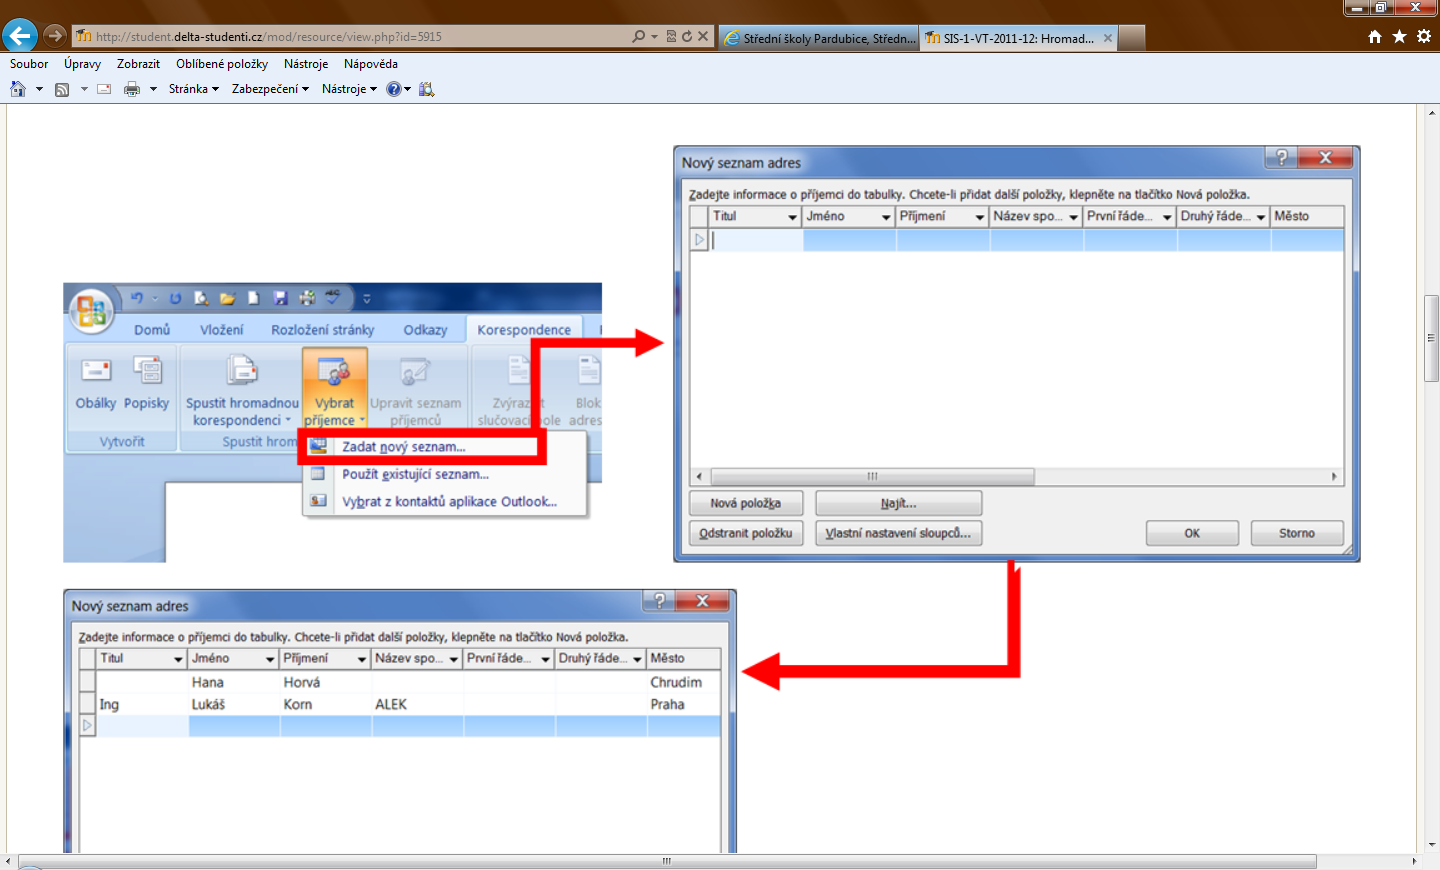 http://student.delta-studenti.cz/mod/resource/view.php?id=5915
Střední školy Pardubice, Středn...
SIS-1-VT-2011-12: Hromad...
Soubor Úpravy Zobrazit Oblíbené položky Nástroje Nápověda
Stránka Zabezpečení Nástroje
Nový seznam adres
Zadejte informace o příjemci do tabulky. Chcete-li přidat další položky, klepněte na tlačítko Nová položka.
Titul Jméno Příjmení Název spo... První řáde... Druhý řáde... Město
Nová položka Najít...
Odstranit položku Vlastní nastavení sloupců... OK Storno
Domů Vložení Rozložení stránky Odkazy Korespondence
Obálky Popisky
Spustit hromadnou korespondenci
Vybrat příjemce
Upravit seznam příjemců
Blok
Vytvořit
Spustit hrom
Zadat nový seznam...
Použít existující seznam...
Vybrat z kontaktů aplikace Outlook...
Nový seznam adres
Zadejte informace o příjemci do tabulky. Chcete-li přidat další položky, klepněte na tlačítko Nová položka.
Titul Jméno Příjmení Název spo... První řáde... Druhý řáde... Město
Hana Horvá Chrudim
Ing Lukáš Korn ALEK Praha